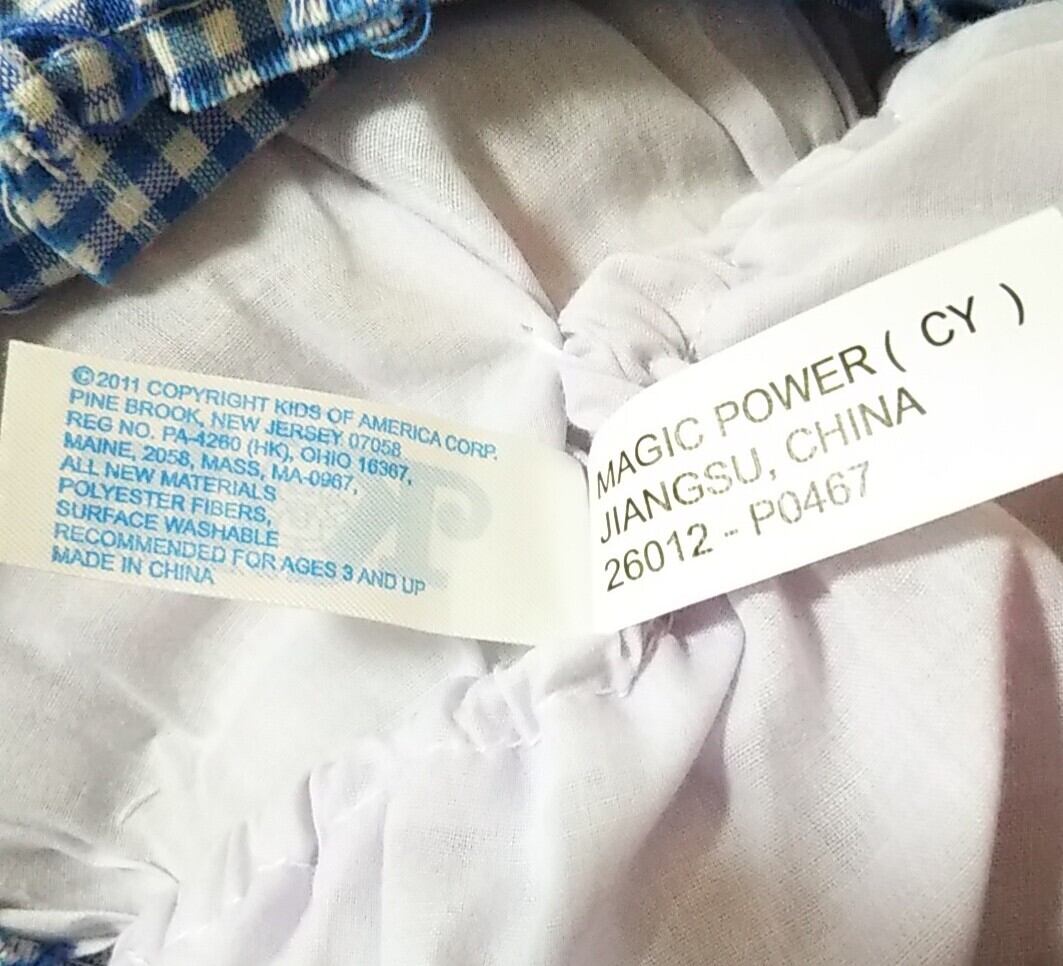 ©2011 COPYRIGHT KIDS OF AMERICA CORP.
PINE BROOK, NEW JERSEY 07058
REG NO. PA-4260 (HK), OHIO 16367,
MAINE, 2058, MASS, MA-0967,
ALL NEW MATERIALS
POLYESTER FIBERS,
SURFACE WASHABLE
RECOMMENDED FOR AGES 3 AND UP
MADE IN CHINA
MAGIC POWER ( CY )
JIANGSU, CHINA
26012 - P0467